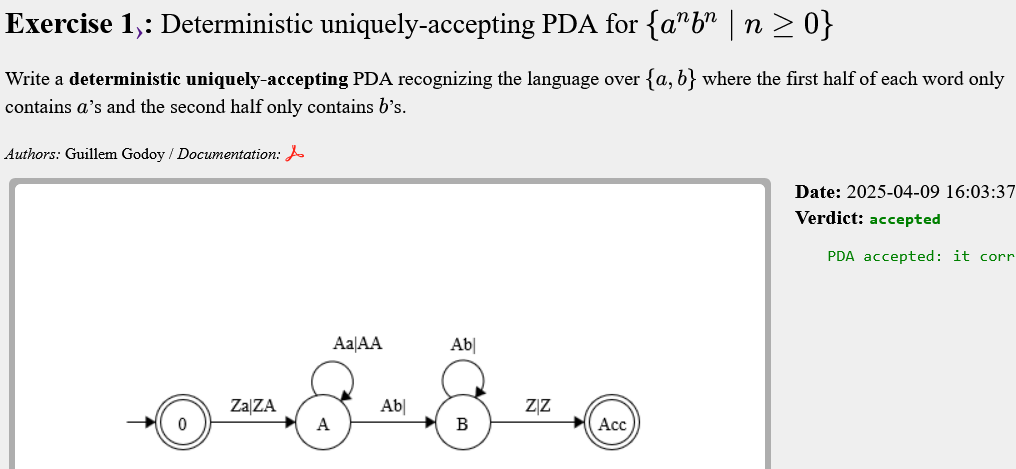 Exercise 1: Deterministic uniquely-accepting PDA for {aⁿbⁿ | n ≥ 0}
Write a deterministic uniquely-accepting PDA recognizing the language over {a, b} where the first half of each word only
contains a's and the second half only contains b's.
Authors: Guillem Godoy / Documentation:
Date: 2025-04-09 16:03:37
Verdict: accepted
PDA accepted: it corr
Aa|AA
Ab|
Za|ZA
Ab|
Z|Z
0
A
B
Acc